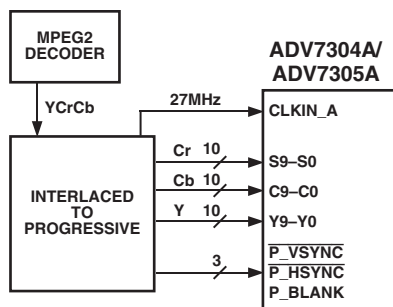 MPEG2
DECODER
ADV7304A/
ADV7305A
YCrCb
27MHz
CLKIN_A
Cr 10
S9–S0
Cb 10
C9–C0
INTERLACED
TO
PROGRESSIVE
Y 10
Y9–Y0
P_VSYNC
3
P_HSYNC
P_BLANK